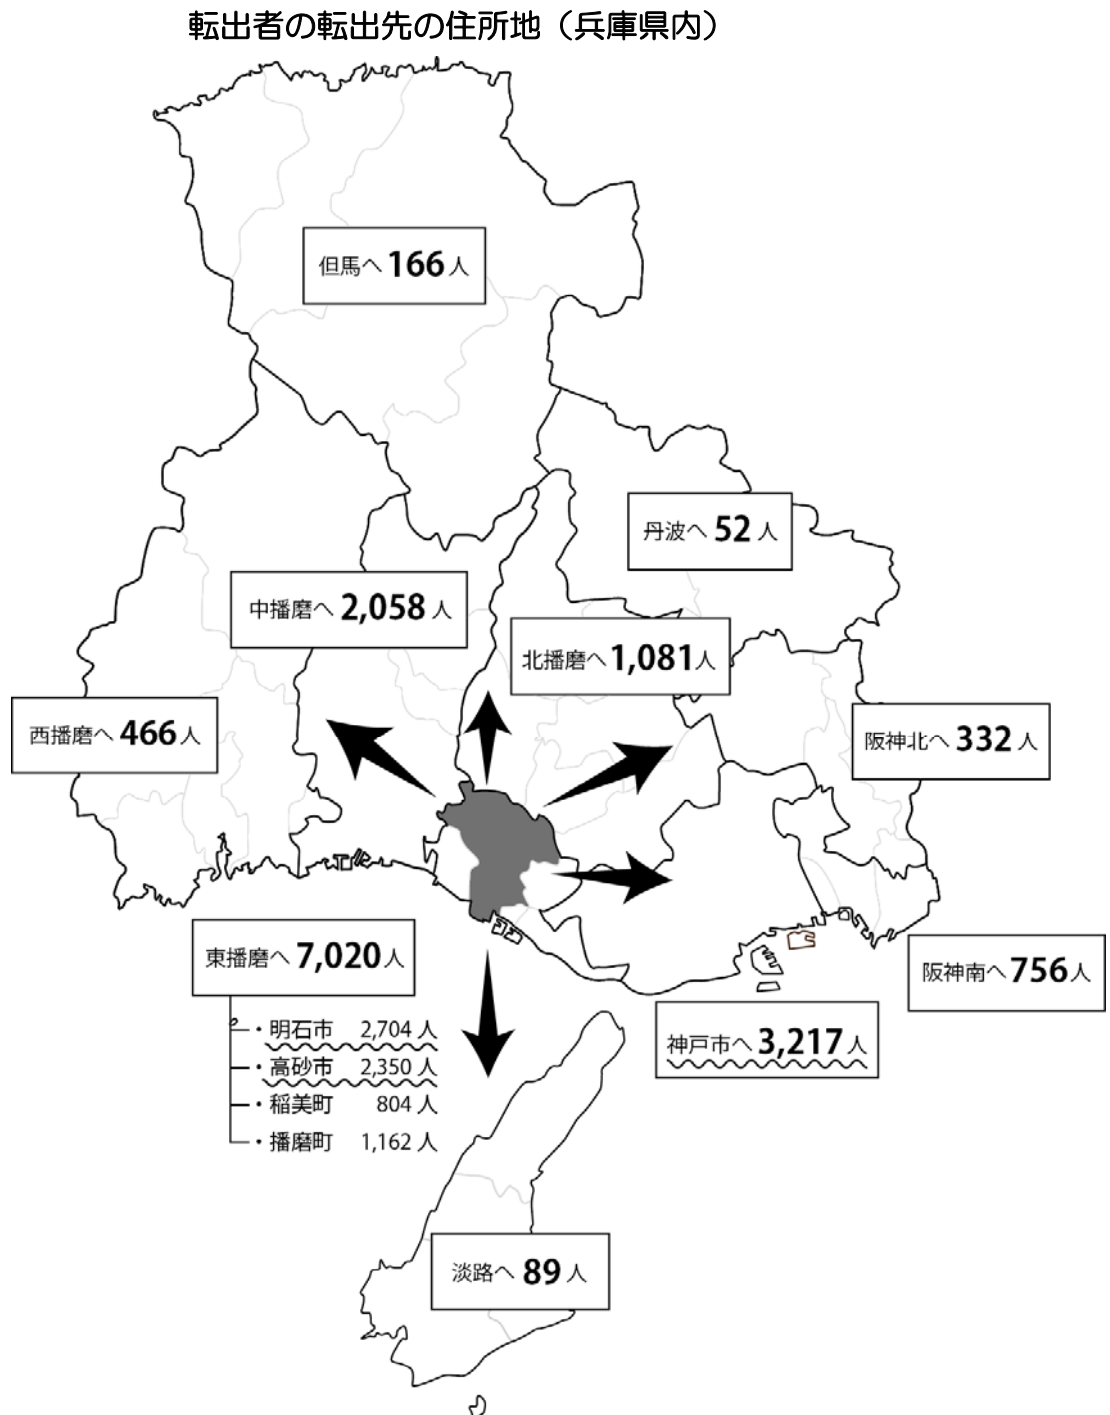 転出者の転出先の住所地（兵庫県内）
但馬へ 166 人
丹波へ 52 人
中播磨へ 2,058 人
北播磨へ 1,081 人
西播磨へ 466 人
阪神北へ 332 人
東播磨へ 7,020 人
・明石市 2,704 人
・高砂市 2,350 人
・稲美町 804 人
・播磨町 1,162 人
阪神南へ 756 人
神戸市へ 3,217 人
淡路へ 89 人